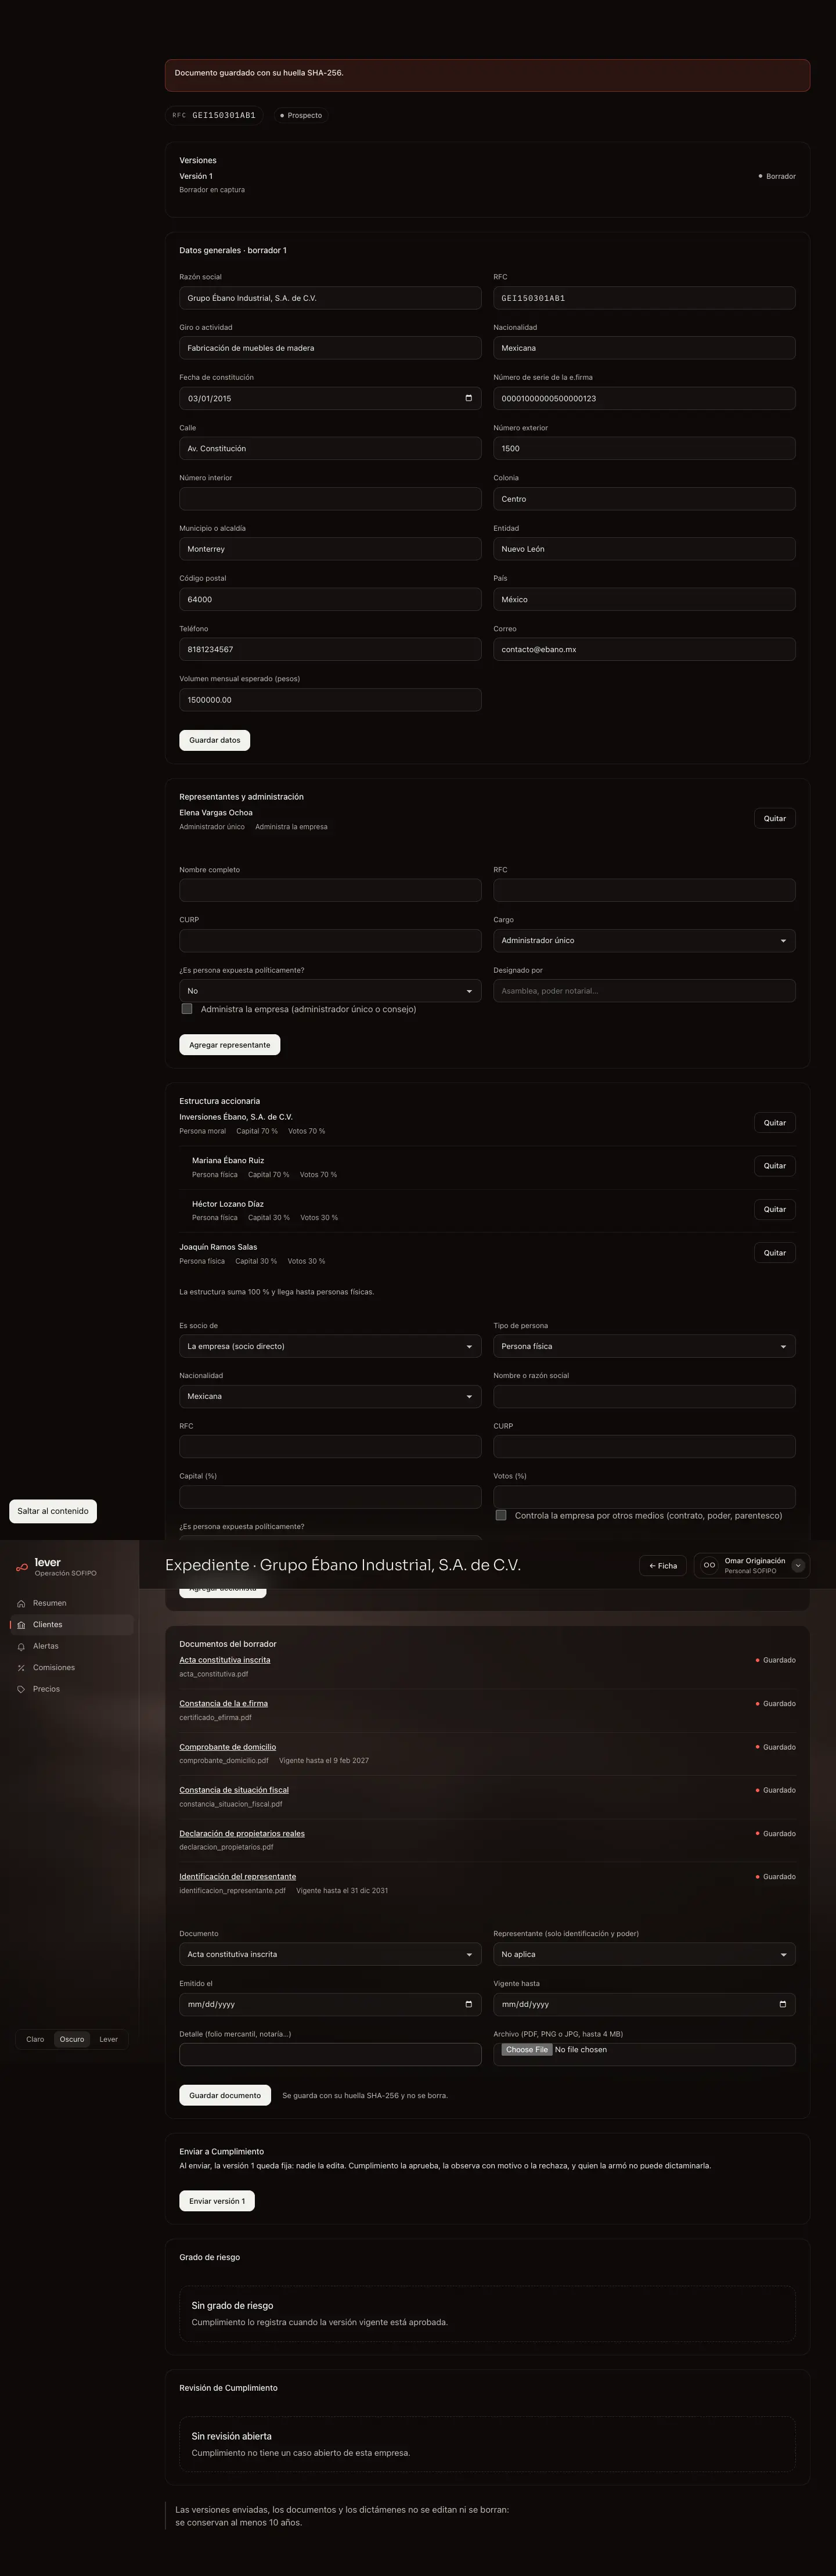 Documento guardado con su huella SHA-256.
RFC GEI150301AB1 Prospecto
Versiones
Versión 1 Borrador
Borrador en captura
Datos generales · borrador 1
Razón social RFC
Grupo Ébano Industrial, S.A. de C.V. GEI150301AB1
Giro o actividad Nacionalidad
Fabricación de muebles de madera Mexicana
Fecha de constitución Número de serie de la e.firma
03/01/2015 00001000000500000123
Calle Número exterior
Av. Constitución 1500
Número interior Colonia
Centro
Municipio o alcaldía Entidad
Monterrey Nuevo León
Código postal País
64000 México
Teléfono Correo
8181234567 contacto@ebano.mx
Volumen mensual esperado (pesos)
1500000.00
Guardar datos
Representantes y administración
Elena Vargas Ochoa Quitar
Administrador único Administra la empresa
Nombre completo RFC
CURP Cargo
Administrador único
¿Es persona expuesta políticamente? Designado por
No Asamblea, poder notarial…
Administra la empresa (administrador único o consejo)
Agregar representante
Estructura accionaria
Inversiones Ébano, S.A. de C.V. Quitar
Persona moral Capital 70 % Votos 70 %
Mariana Ébano Ruiz Quitar
Persona física Capital 70 % Votos 70 %
Héctor Lozano Díaz Quitar
Persona física Capital 30 % Votos 30 %
Joaquín Ramos Salas Quitar
Persona física Capital 30 % Votos 30 %
La estructura suma 100 % y llega hasta personas físicas.
Es socio de Tipo de persona
La empresa (socio directo) Persona física
Nacionalidad Nombre o razón social
Mexicana
RFC CURP
Capital (%) Votos (%)
Saltar al contenido
Controla la empresa por otros medios (contrato, poder, parentesco)
¿Es persona expuesta políticamente?
lever
Operación SOFIPO
Expediente · Grupo Ébano Industrial, S.A. de C.V.
← Ficha
OO Omar Originación
Personal SOFIPO
Agregar accionista
Resumen
Clientes
Alertas
Comisiones
Precios
Claro Oscuro Lever
Documentos del borrador
Acta constitutiva inscrita Guardado
acta_constitutiva.pdf
Constancia de la e.firma Guardado
certificado_efirma.pdf
Comprobante de domicilio Guardado
comprobante_domicilio.pdf Vigente hasta el 9 feb 2027
Constancia de situación fiscal Guardado
constancia_situacion_fiscal.pdf
Declaración de propietarios reales Guardado
declaracion_propietarios.pdf
Identificación del representante Guardado
identificacion_representante.pdf Vigente hasta el 31 dic 2031
Documento Representante (solo identificación y poder)
Acta constitutiva inscrita No aplica
Emitido el Vigente hasta
mm/dd/yyyy mm/dd/yyyy
Detalle (folio mercantil, notaría…) Archivo (PDF, PNG o JPG, hasta 4 MB)
Choose File No file chosen
Guardar documento Se guarda con su huella SHA-256 y no se borra.
Enviar a Cumplimiento
Al enviar, la versión 1 queda fija: nadie la edita. Cumplimiento la aprueba, la observa con motivo o la rechaza, y quien la armó no puede dictaminarla.
Enviar versión 1
Grado de riesgo
Sin grado de riesgo
Cumplimiento lo registra cuando la versión vigente está aprobada.
Revisión de Cumplimiento
Sin revisión abierta
Cumplimiento no tiene un caso abierto de esta empresa.
Las versiones enviadas, los documentos y los dictámenes no se editan ni se borran:
se conservan al menos 10 años.